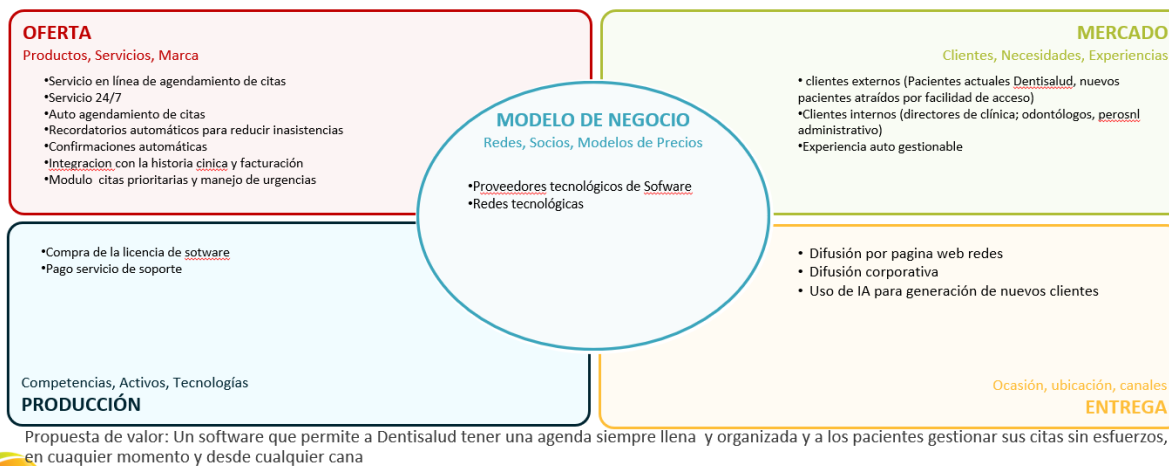 OFERTA
Productos, Servicios, Marca
•Servicio en línea de agendamiento de citas
•Servicio 24/7
•Auto agendamiento de citas
•Recordatorios automáticos para reducir inasistencias
•Confirmaciones automáticas
•Integracion con la historia cinica y facturación
•Modulo citas prioritarias y manejo de urgencias
MERCADO
Clientes, Necesidades, Experiencias
• clientes externos (Pacientes actuales Dentisalud, nuevos
pacientes atraídos por facilidad de acceso)
•Clientes internos (directores de clínica; odontólogos, perosnl
administrativo)
•Experiencia auto gestionable
MODELO DE NEGOCIO
Redes, Socios, Modelos de Precios
•Proveedores tecnológicos de Sofware
•Redes tecnológicas
•Compra de la licencia de sotware
•Pago servicio de soporte
Competencias, Activos, Tecnologías
PRODUCCIÓN
• Difusión por pagina web redes
• Difusión corporativa
• Uso de IA para generación de nuevos clientes
Ocasión, ubicación, canales
ENTREGA
Propuesta de valor: Un software que permite a Dentisalud tener una agenda siempre llena y organizada y a los pacientes gestionar sus citas sin esfuerzos,
en cuaquier momento y desde cualquier cana